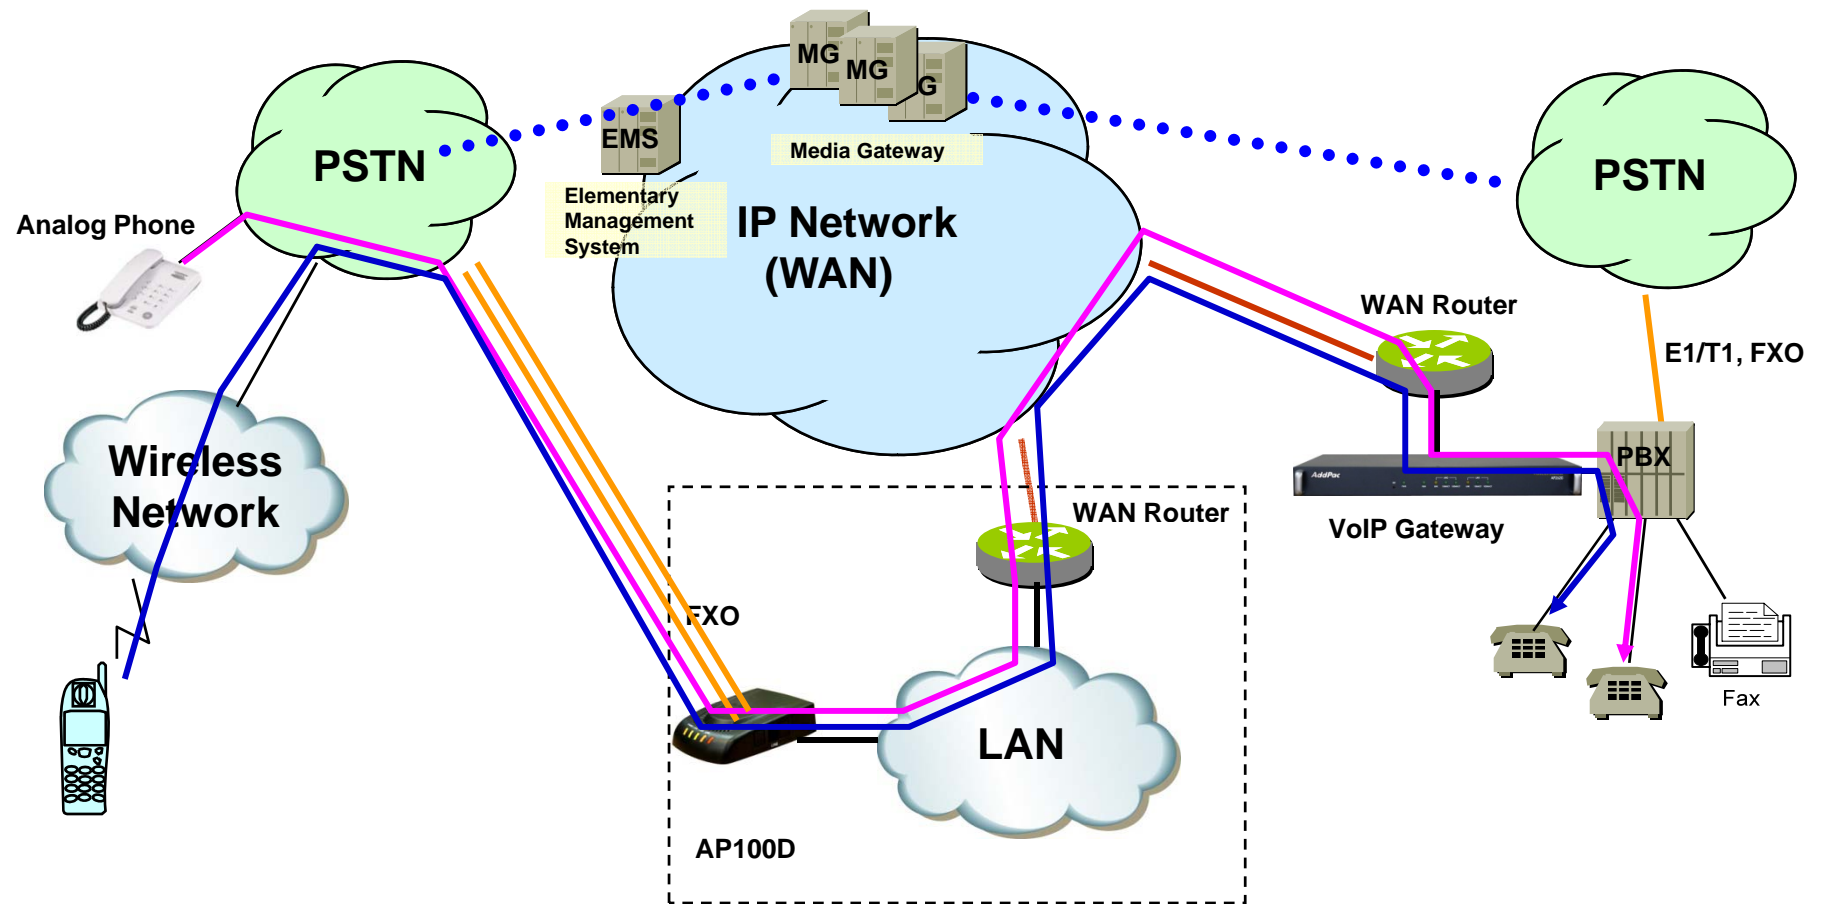 MG
MG
G
EMS
PSTN
Media Gateway
PSTN
Elementary
Management
System
IP Network
(WAN)
Analog Phone
WAN Router
E1/T1, FXO
Wireless
Network
PBX
AddPac
WAN Router
VoIP Gateway
FXO
Fax
LAN
AP100D